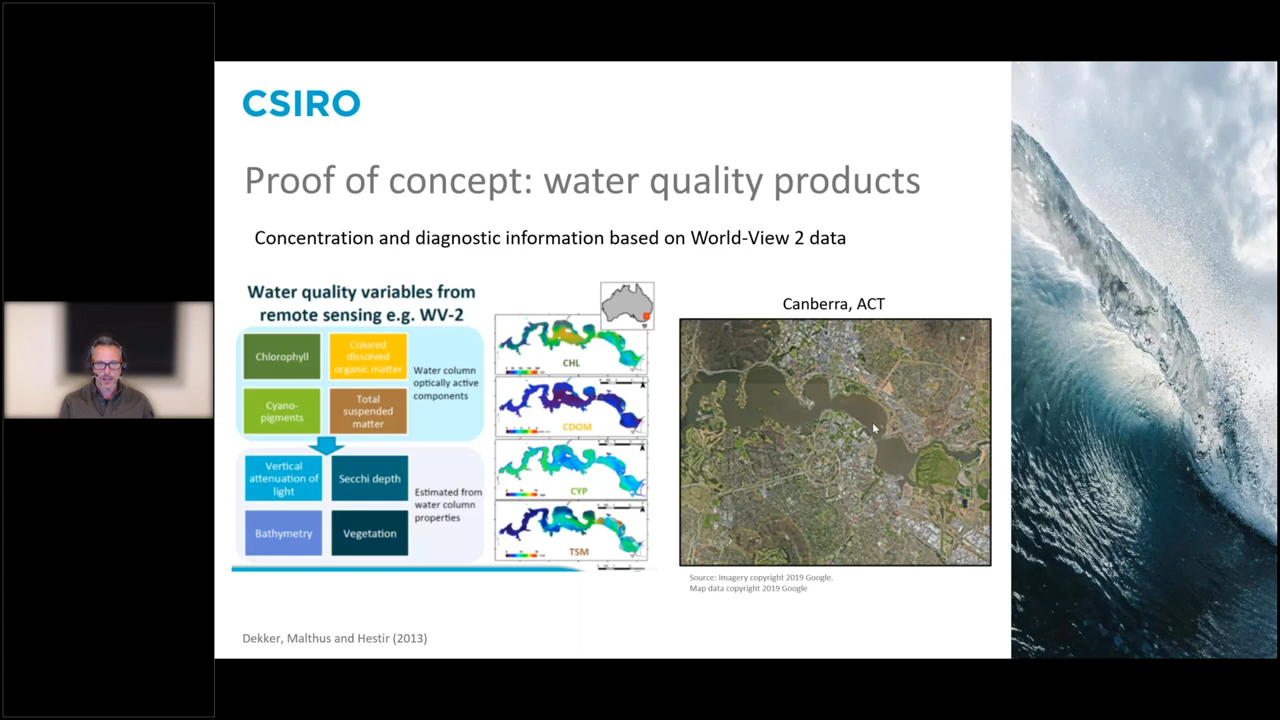 CSIRO
Proof of concept: water quality products
Concentration and diagnostic information based on World-View 2 data
Water quality variables from
remote sensing e.g. WV-2
Chlorophyll
Colored
dissolved
organic matter
Cyano-
pigments
Total
suspended
matter
Water column
optically active
components
Vertical
attenuation of
light
Secchi depth
Bathymetry
Vegetation
Estimated from
water column
properties
CHL
CDOM
CYP
TSM
Canberra, ACT
Source: Imagery copyright 2019 Google.
Map data copyright 2019 Google
Dekker, Malthus and Hestir (2013)